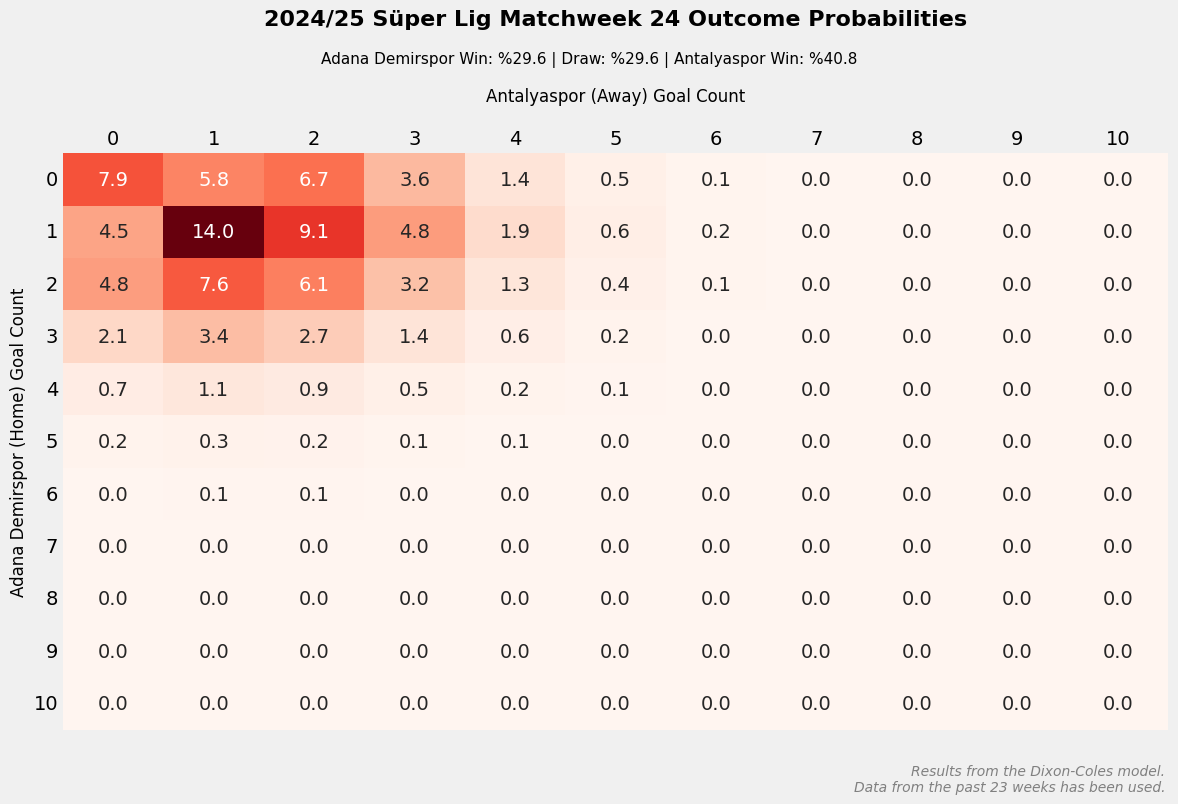 2024/25 Süper Lig Matchweek 24 Outcome Probabilities
Adana Demirspor Win: %29.6 | Draw: %29.6 | Antalyaspor Win: %40.8
Antalyaspor (Away) Goal Count
0 1 2 3 4 5 6 7 8 9 10
Adana Demirspor (Home) Goal Count
0 7.9 5.8 6.7 3.6 1.4 0.5 0.1 0.0 0.0 0.0 0.0
1 4.5 14.0 9.1 4.8 1.9 0.6 0.2 0.0 0.0 0.0 0.0
2 4.8 7.6 6.1 3.2 1.3 0.4 0.1 0.0 0.0 0.0 0.0
3 2.1 3.4 2.7 1.4 0.6 0.2 0.0 0.0 0.0 0.0 0.0
4 0.7 1.1 0.9 0.5 0.2 0.1 0.0 0.0 0.0 0.0 0.0
5 0.2 0.3 0.2 0.1 0.1 0.0 0.0 0.0 0.0 0.0 0.0
6 0.0 0.1 0.1 0.0 0.0 0.0 0.0 0.0 0.0 0.0 0.0
7 0.0 0.0 0.0 0.0 0.0 0.0 0.0 0.0 0.0 0.0 0.0
8 0.0 0.0 0.0 0.0 0.0 0.0 0.0 0.0 0.0 0.0 0.0
9 0.0 0.0 0.0 0.0 0.0 0.0 0.0 0.0 0.0 0.0 0.0
10 0.0 0.0 0.0 0.0 0.0 0.0 0.0 0.0 0.0 0.0 0.0
Results from the Dixon-Coles model.
Data from the past 23 weeks has been used.